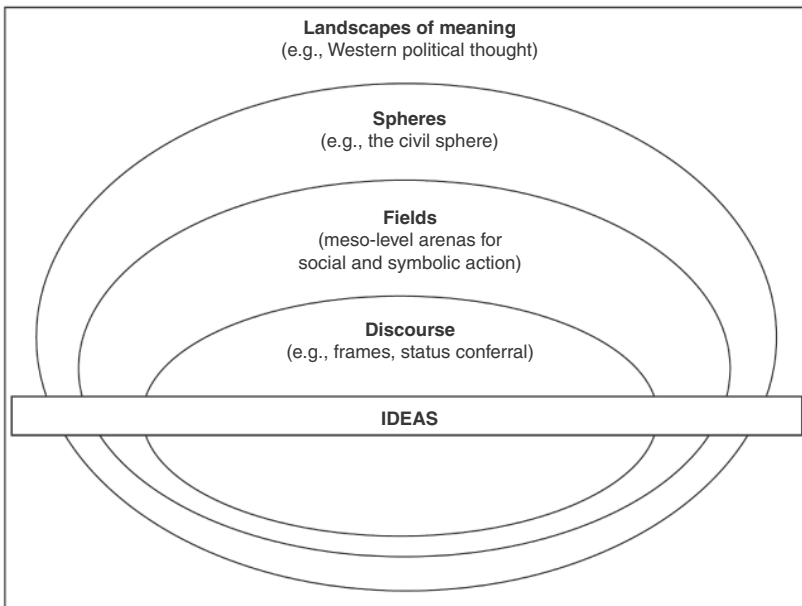 Landscapes of meaning
(e.g., Western political thought)
Spheres
(e.g., the civil sphere)
Fields
(meso-level arenas for
social and symbolic action)
Discourse
(e.g., frames, status conferral)
IDEAS